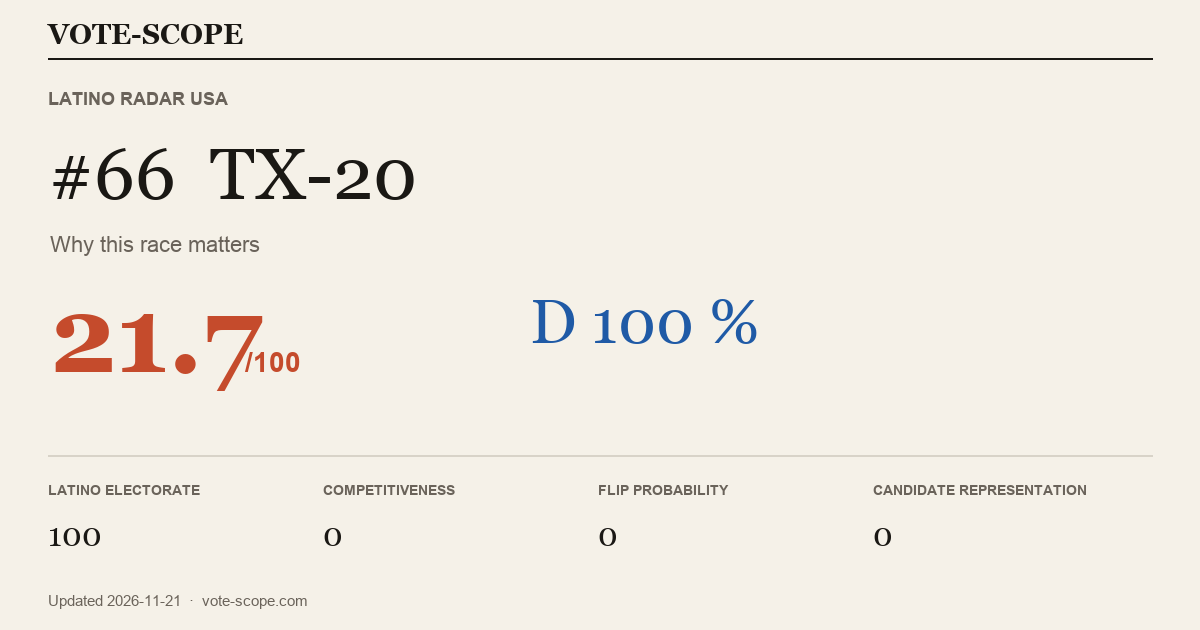 VOTE-SCOPE
LATINO RADAR USA
#66 TX-20
Why this race matters
21.7/100
D 100 %
LATINO ELECTORATE COMPETITIVENESS FLIP PROBABILITY CANDIDATE REPRESENTATION
100 0 0 0
Updated 2026-11-21 · vote-scope.com